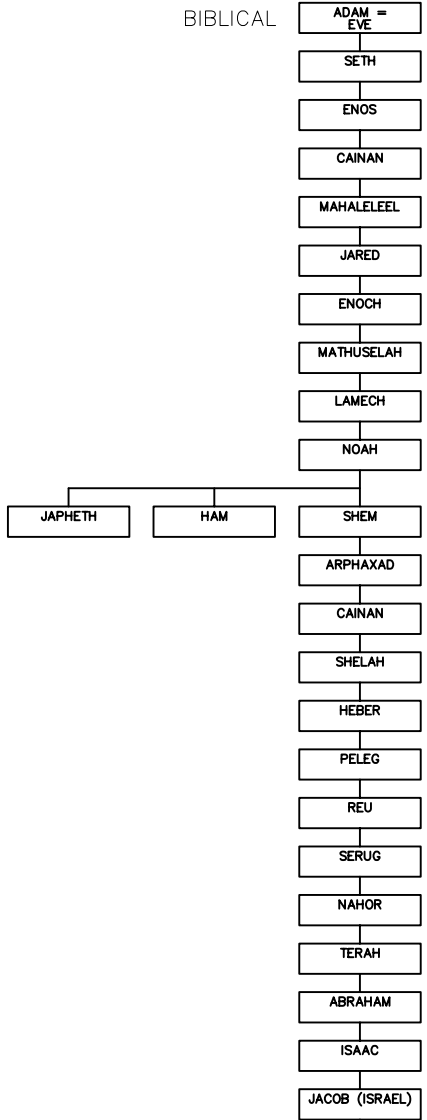 BIBLICAL
ADAM =
EVE
SETH
ENOS
CAINAN
MAHALELEEL
JARED
ENOCH
MATHUSELAH
LAMECH
NOAH
JAPHETH
HAM
SHEM
ARPHAXAD
CAINAN
SHELAH
HEBER
PELEG
REU
SERUG
NAHOR
TERAH
ABRAHAM
ISAAC
JACOB (ISRAEL)